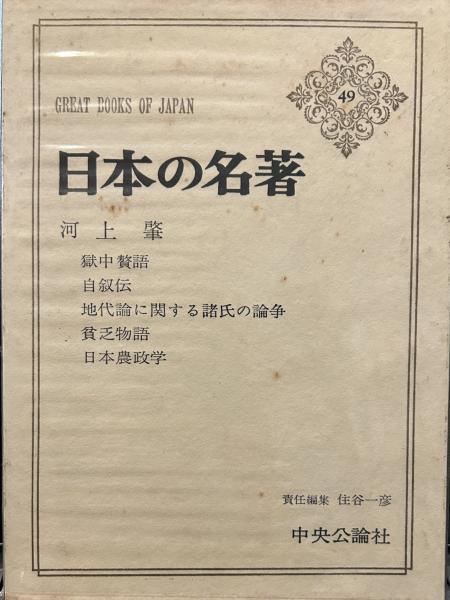 GREAT BOOKS OF JAPAN
49
日本の名著
河上肇
獄中贅語
自叙伝
地代論に関する諸氏の論争
貧乏物語
日本農政学
責任編集 住谷一彦
中央公論社